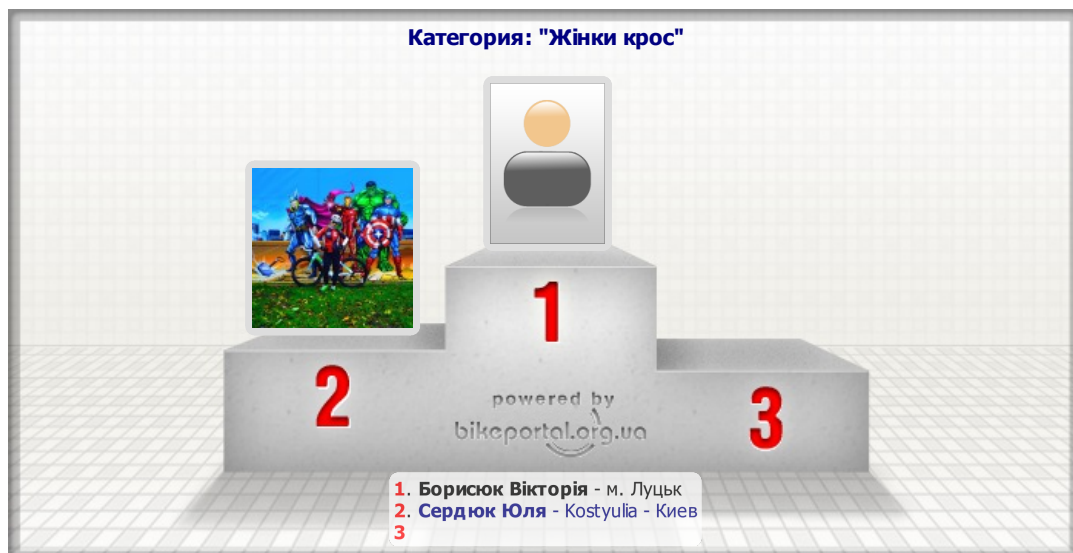 Категория: "Жінки крос"
1
2
3
powered by
bikeportal.org.ua
1. Борисюк Вікторія - м. Луцьк
2. Сердюк Юля - Kostyulia - Киев
3